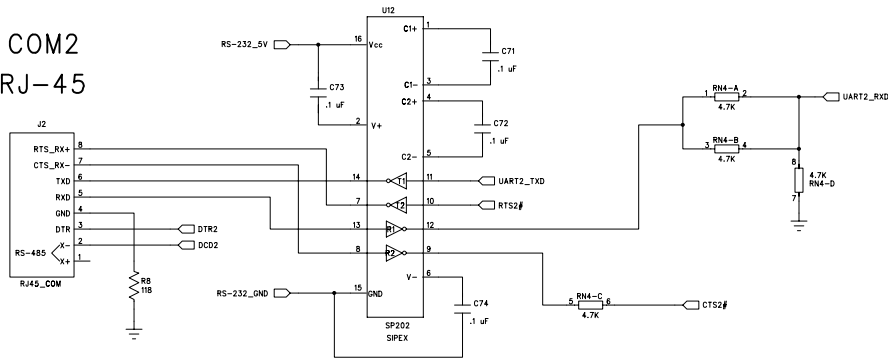 COM2
RJ-45
J2
RTS_RX+ 8
CTS_RX- 7
TXD 6
RXD 5
GND 4
DTR 3
X- 2
X+ 1
RS-485
RJ45_COM
DTR2
DCD2
R8
118
RS-232_5V
C73
.1 uF
RS-232_GND
U12
16 Vcc
2 V+
14 T1 11
7 T2 10
13 R1 12
8 R2 9
15 GND
C1+ 1
C1- 3
C2+ 4
C2- 5
V- 6
SP202
SIPEX
C71
.1 uF
C72
.1 uF
UART2_TXD
RTS2#
C74
.1 uF
RN4-A
1 2
4.7K
RN4-B
3 4
4.7K
UART2_RXD
8
4.7K
RN4-D
7
RN4-C
5 6
4.7K
CTS2#